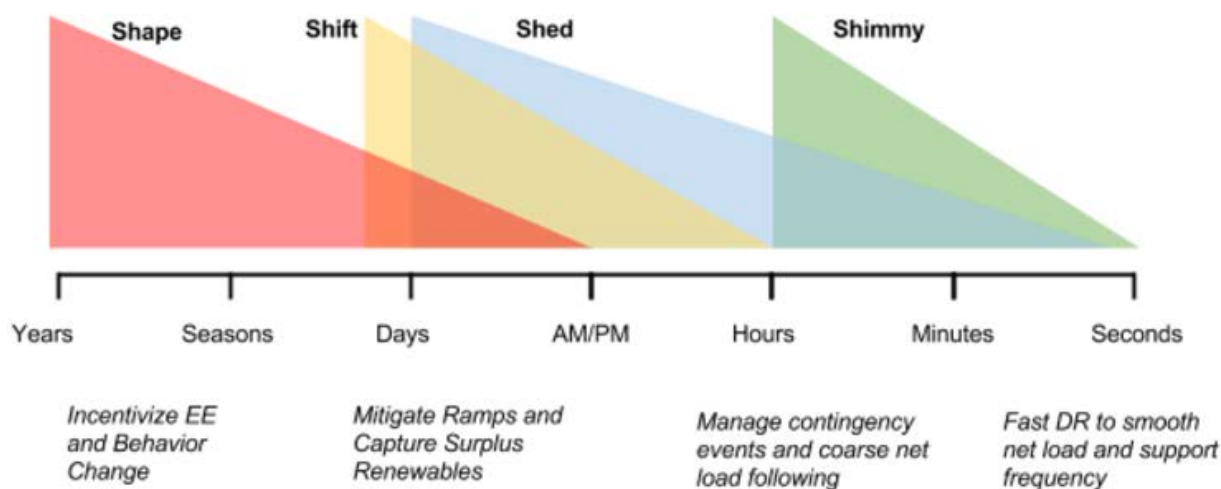 Shape
Shift
Shed
Shimmy
Years
Seasons
Days
AM/PM
Hours
Minutes
Seconds
Incentivize EE
and Behavior
Change
Mitigate Ramps and
Capture Surplus
Renewables
Manage contingency
events and coarse net
load following
Fast DR to smooth
net load and support
frequency